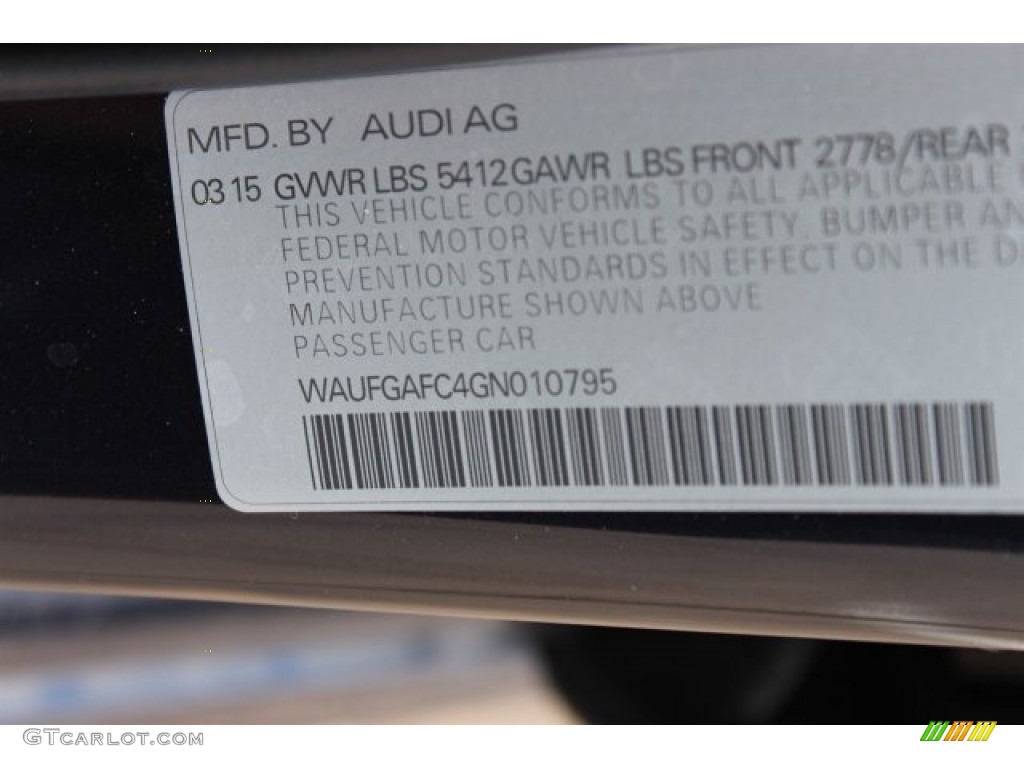 MFD. BY AUDI AG
03 15 GVWR LBS 5412 GAWR LBS FRONT 2778/REAR
THIS VEHICLE CONFORMS TO ALL APPLICABLE
FEDERAL MOTOR VEHICLE SAFETY, BUMPER AN
PREVENTION STANDARDS IN EFFECT ON THE D
MANUFACTURE SHOWN ABOVE
PASSENGER CAR
WAUFGAFC4GN010795
GTcarlot.com